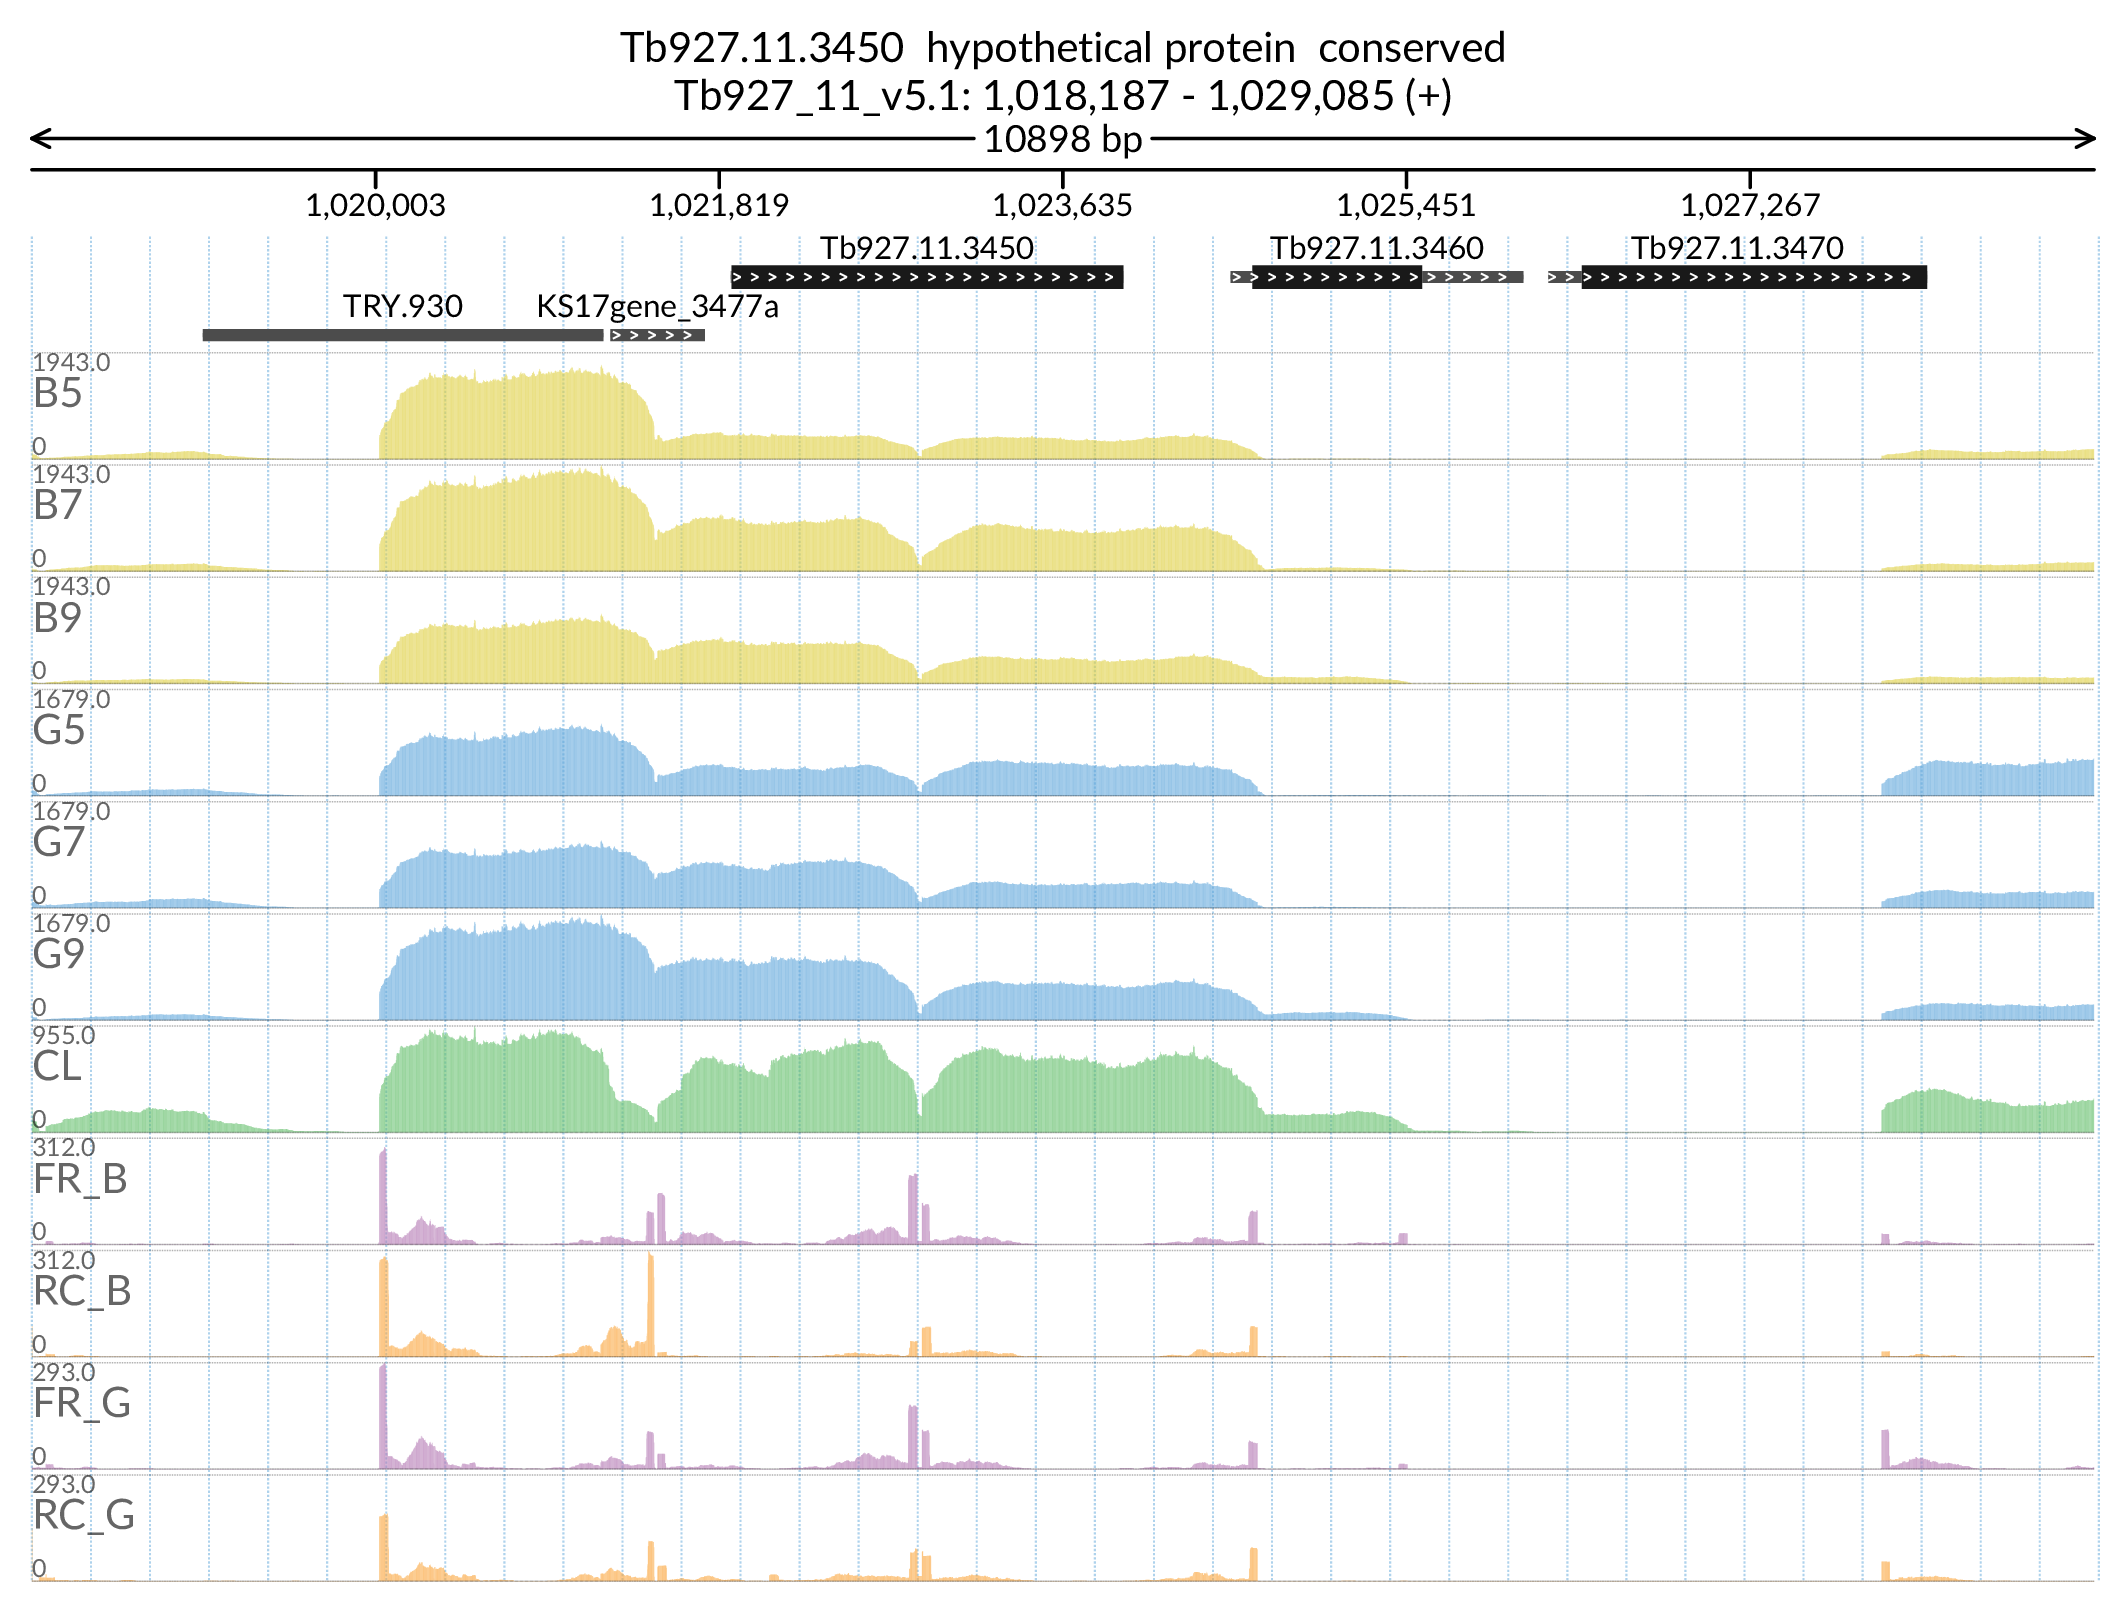 Tb927.11.3450 hypothetical protein conserved
Tb927_11_v5.1: 1,018,187 - 1,029,085 (+)
10898 bp
1,020,003 1,021,819 1,023,635 1,025,451 1,027,267
Tb927.11.3450 Tb927.11.3460 Tb927.11.3470
TRY.930 KS17gene_3477a
1943.0
B5
0
1943.0
B7
0
1943.0
B9
0
1679.0
G5
0
1679.0
G7
0
1679.0
G9
0
955.0
CL
0
312.0
FR_B
0
312.0
RC_B
0
293.0
FR_G
0
293.0
RC_G
0